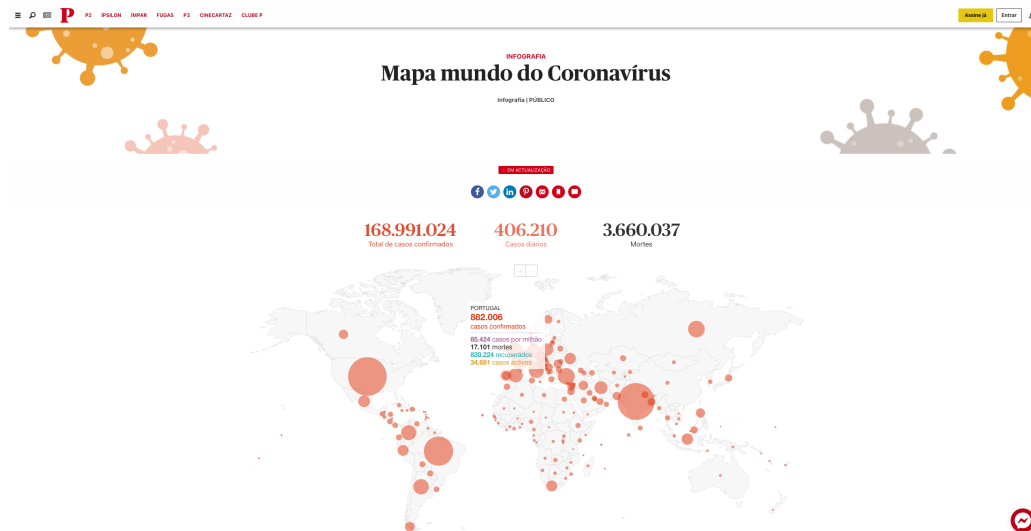 P
P2 ÍPSILON ÍMPAR FUGAS P3 CINECARTAZ CLUBE P
Assine já
Entrar
INFOGRAFIA
Mapa mundo do Coronavírus
Infografia | PÚBLICO
EM ACTUALIZAÇÃO
168.991.024
Total de casos confirmados
406.210
Casos diários
3.660.037
Mortes
+ -
PORTUGAL
882.006
casos confirmados
85.424 casos por milhão
17.101 mortes
830.224 recuperados
34.681 casos activos